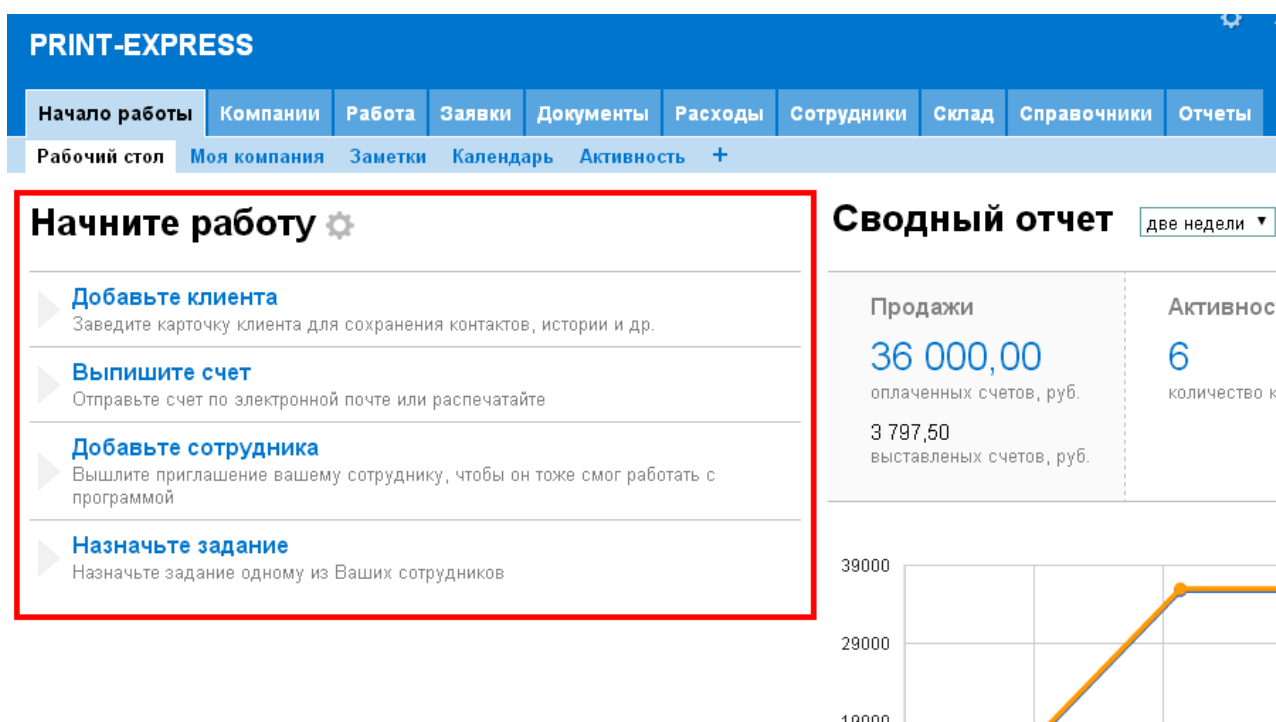 PRINT-EXPRESS
Начало работы Компании Работа Заявки Документы Расходы Сотрудники Склад Справочники Отчеты
Рабочий стол Моя компания Заметки Календарь Активность +
Начните работу
Добавьте клиента
Заведите карточку клиента для сохранения контактов, истории и др.
Выпишите счет
Отправьте счет по электронной почте или распечатайте
Добавьте сотрудника
Вышлите приглашение вашему сотруднику, чтобы он тоже смог работать с
программой
Назначьте задание
Назначьте задание одному из Ваших сотрудников
Сводный отчет две недели
Продажи
36 000,00
оплаченных счетов, руб.
3 797,50
выставленых счетов, руб.
Активнос
6
количество к
39000
29000
19000